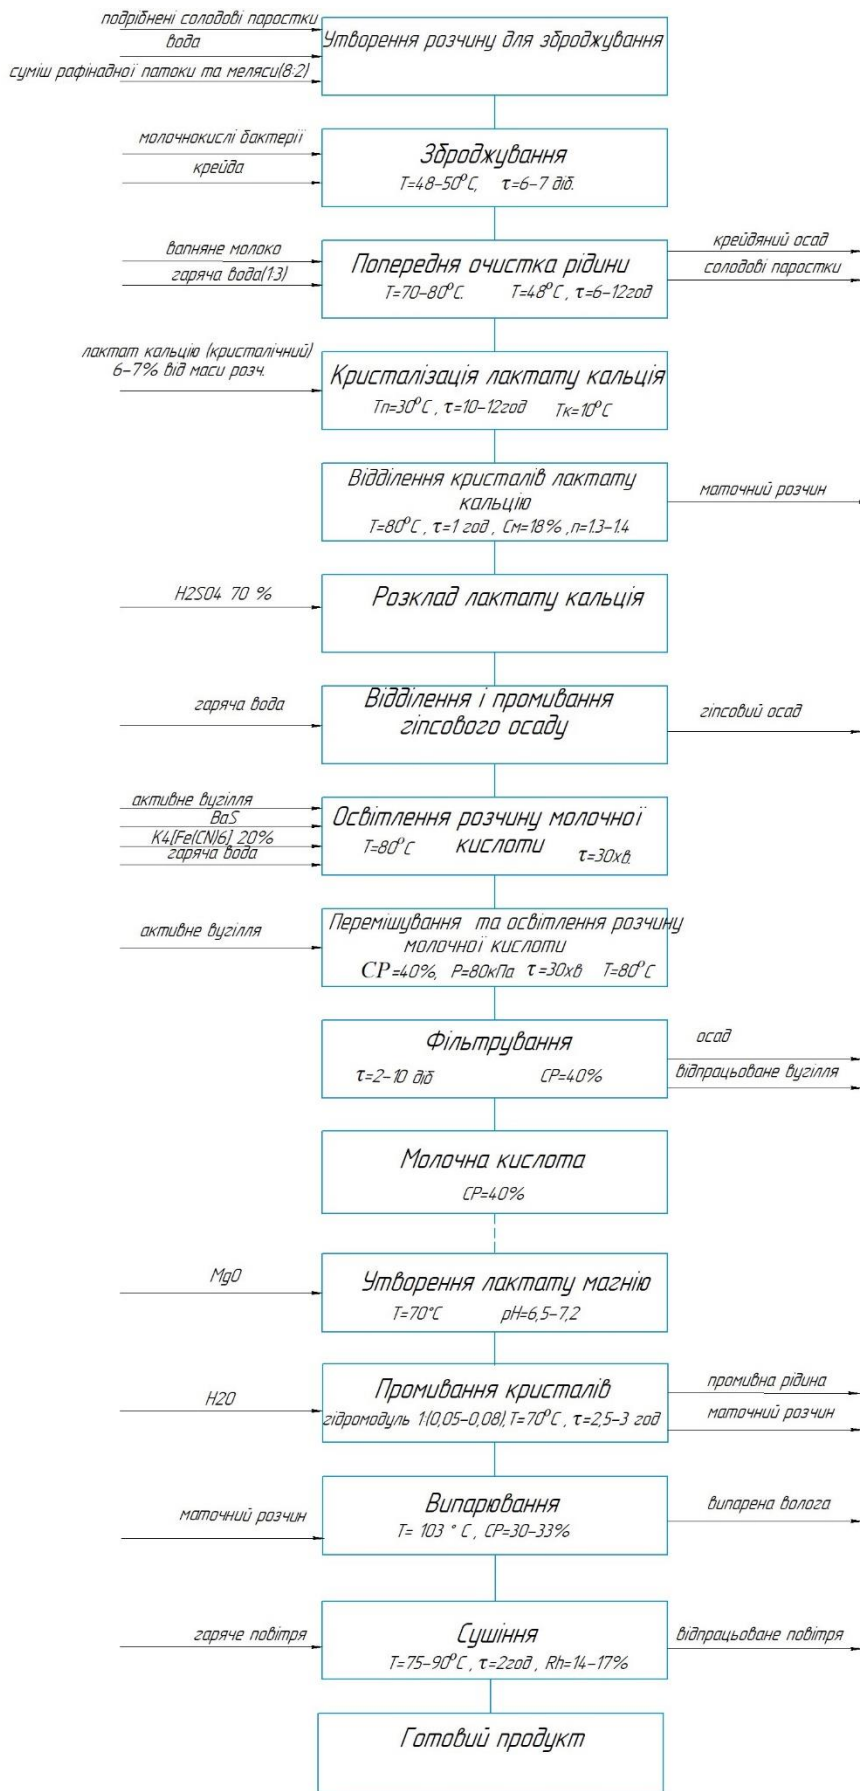 подрібнені солодові паростки
вода
суміш рафінадної патоки та меляси(8:2)
Утворення розчину для зброджування
молочнокислі бактерії
крейда
Зброджування
T=48-50°C, τ=6-7 діб.
вапняне молоко
гаряча вода(1:3)
Попередня очистка рідини
T=70-80°C. T=48°C, τ=6-12год
крейдяний осад
солодові паростки
лактат кальцію (кристалічний)
6-7% від маси розч.
Кристалізація лактату кальція
Tп=30°C, τ=10-12год Tк=10°C
Відділення кристалів лактату
кальцію
T=80°C, τ=1 год, См=18%, n=1.3-1.4
маточний розчин
H2SO4 70 %
Розклад лактату кальція
гаряча вода
Відділення і промивання
гіпсового осаду
гіпсовий осад
активне вугілля
BaS
K4[Fe(CN)6] 20%
гаряча вода
Освітлення розчину молочної
кислоти
T=80°C τ=30хв.
активне вугілля
Перемішування та освітлення розчину
молочної кислоти
СР=40%, P=80кПа τ=30хв T=80°C
Фільтрування
τ=2-10 діб СР=40%
осад
відпрацьоване вугілля
Молочна кислота
СР=40%
MgO
Утворення лактату магнію
T=70°C pH=6,5-7,2
H2O
Промивання кристалів
гідромодуль 1:(0,05-0,08), T=70°C, τ=2,5-3 год
промивна рідина
маточний розчин
маточний розчин
Випарювання
T= 103 ° C, СР=30-33%
випарена волога
гаряче повітря
Сушіння
T=75-90°C, τ=2год, Rh=14-17%
відпрацьоване повітря
Готовий продукт